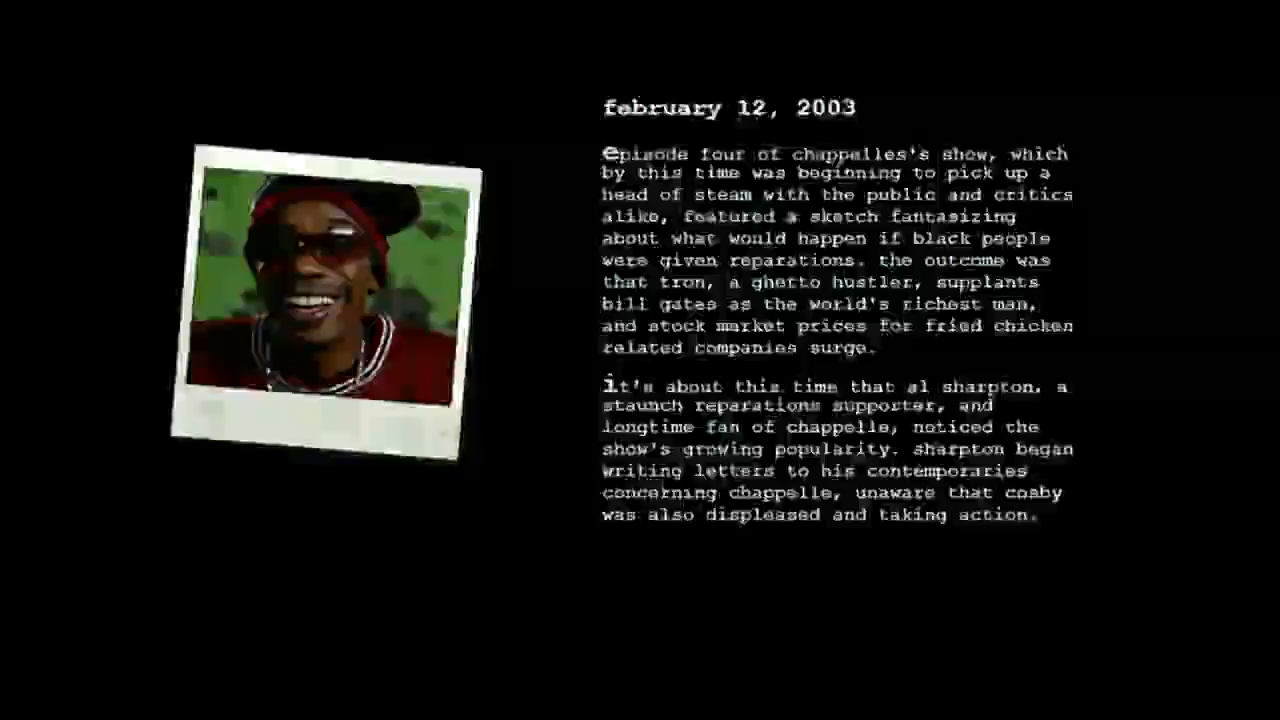 february 12, 2003
episode four of chappelles's show, which
by this time was beginning to pick up a
head of steam with the public and critics
alike, featured a sketch fantasizing
about what would happen if black people
were given reparations. the outcome was
that tron, a ghetto hustler, supplants
bill gates as the world's richest man,
and stock market prices for fried chicken
related companies surge.
it's about this time that al sharpton, a
staunch reparations supporter, and
longtime fan of chappelle, noticed the
show's growing popularity. sharpton began
writing letters to his contemporaries
concerning chappelle, unaware that cosby
was also displeased and taking action.